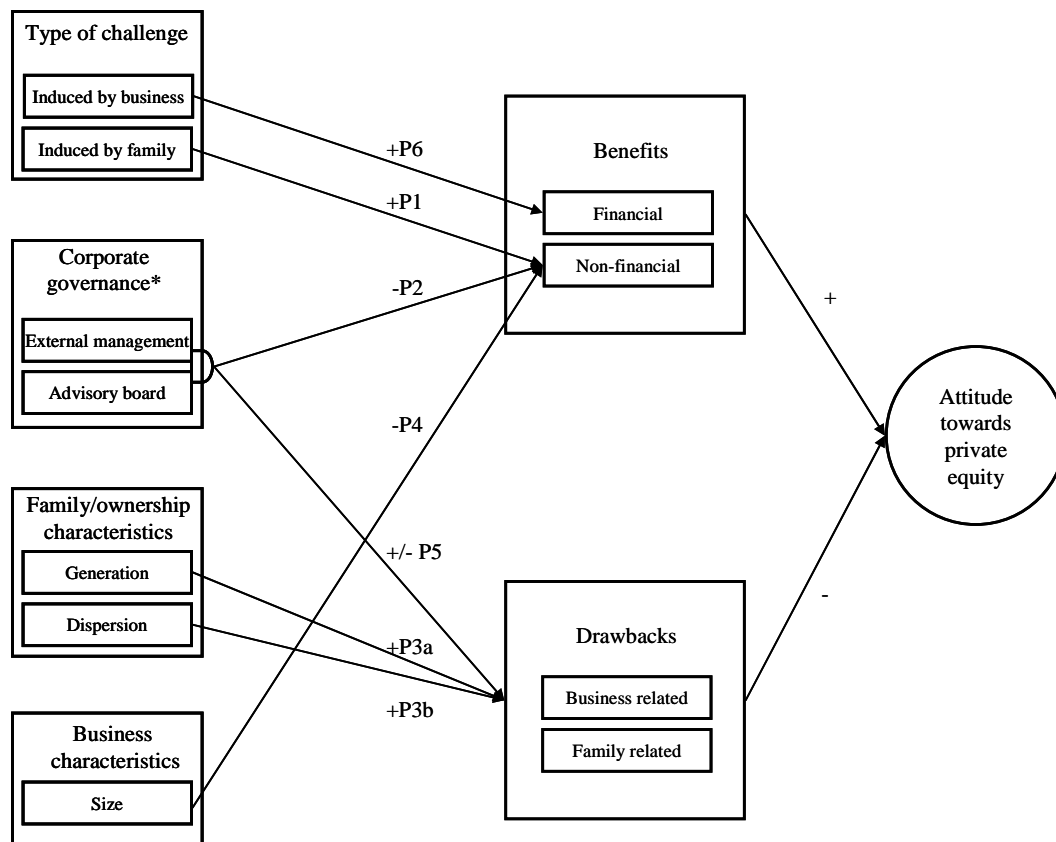 Type of challenge
Induced by business
Induced by family
Corporate
governance*
External management
Advisory board
Family/ownership
characteristics
Generation
Dispersion
Business
characteristics
Size
+P6
+P1
-P2
-P4
+/- P5
+P3a
+P3b
Benefits
Financial
Non-financial
Drawbacks
Business related
Family related
+
-
Attitude
towards
private
equity